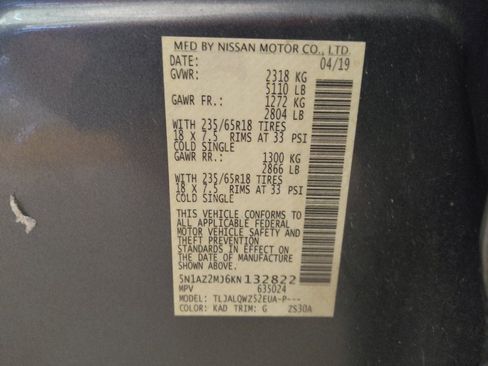 MFD BY NISSAN MOTOR CO., LTD.
DATE: 04/19
GVWR: 2318 KG
5110 LB
GAWR FR.: 1272 KG
2804 LB
WITH 235/65R18 TIRES
18 X 7.5 RIMS AT 33 PSI
COLD SINGLE
GAWR RR.: 1300 KG
2866 LB
WITH 235/65R18 TIRES
18 X 7.5 RIMS AT 33 PSI
COLD SINGLE
THIS VEHICLE CONFORMS TO
ALL APPLICABLE FEDERAL
MOTOR VEHICLE SAFETY AND
THEFT PREVENTION
STANDARDS IN EFFECT ON
THE DATE OF MANUFACTURE
SHOWN ABOVE.
5N1AZ2MJ6KN132822
MPV 635024
MODEL: TLJALQWZ52EUA-P---
COLOR: KAD TRIM: G ZS30A